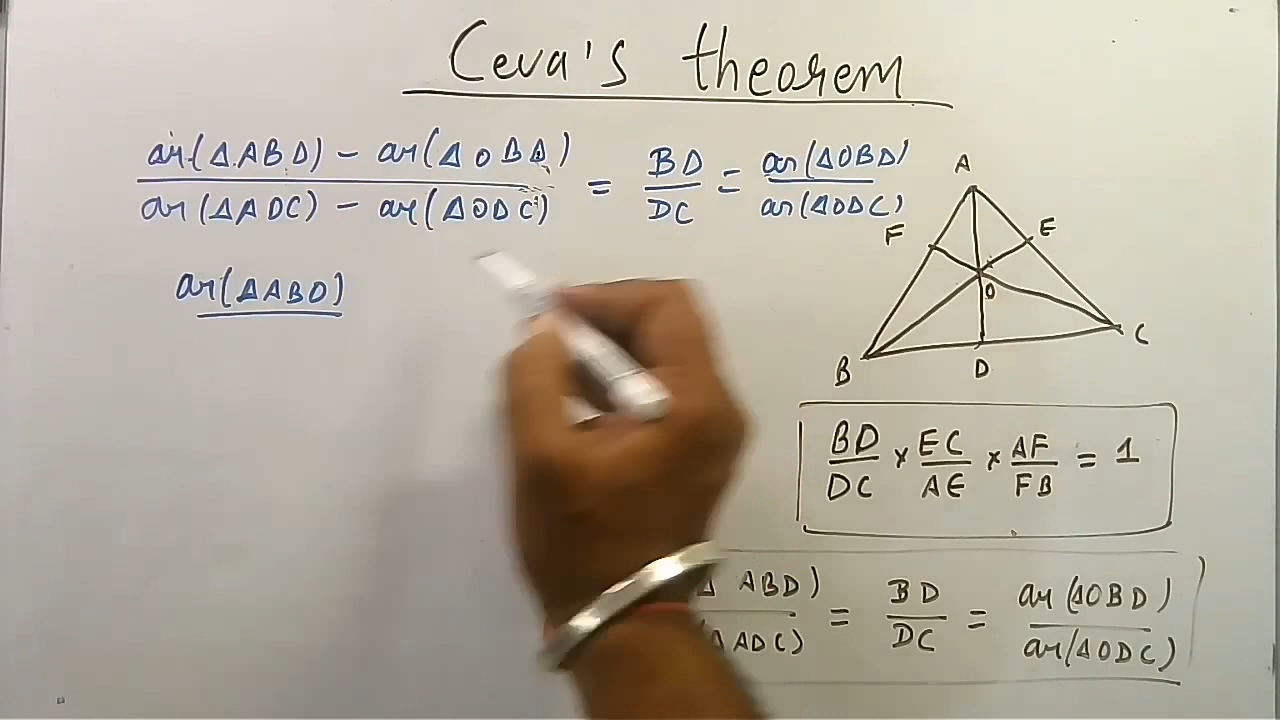 Ceva's theorem
ar(ΔABD) - ar(ΔOBD)
ar(ΔADC) - ar(ΔODC)
= BD/DC = ar(ΔOBD)/ar(ΔODC)
ar(ΔABO)
A
F
E
O
B
D
C
BD/DC × EC/AE × AF/FB = 1
ABD)
ADC)
= BD/DC = ar(ΔOBD)/ar(ΔODC)